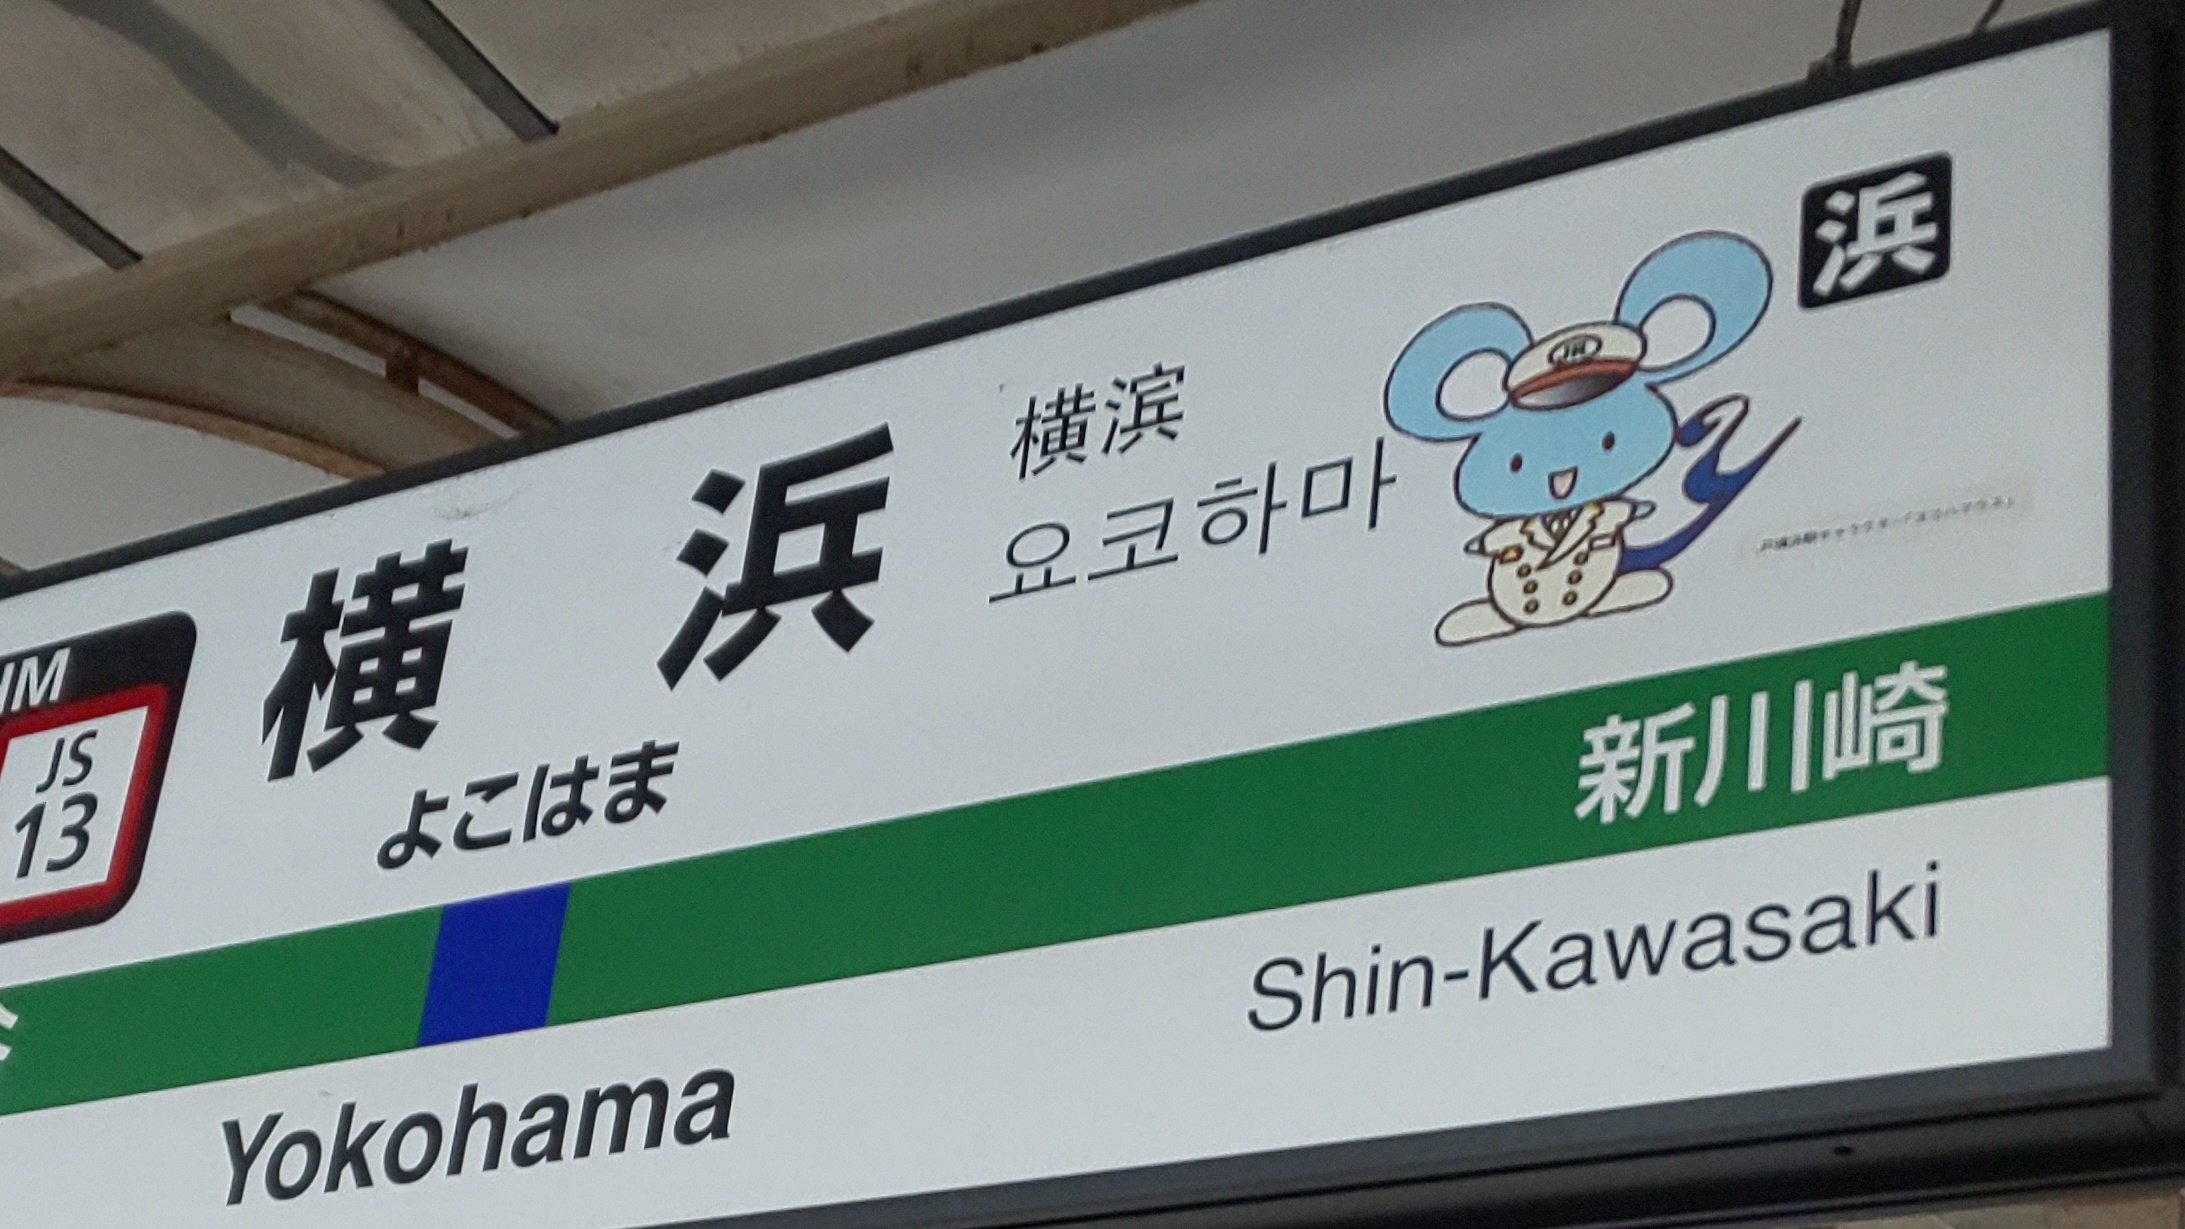 浜
横浜
요코하마
横浜
よこはま
JS
13
新川崎
Yokohama
Shin-Kawasaki